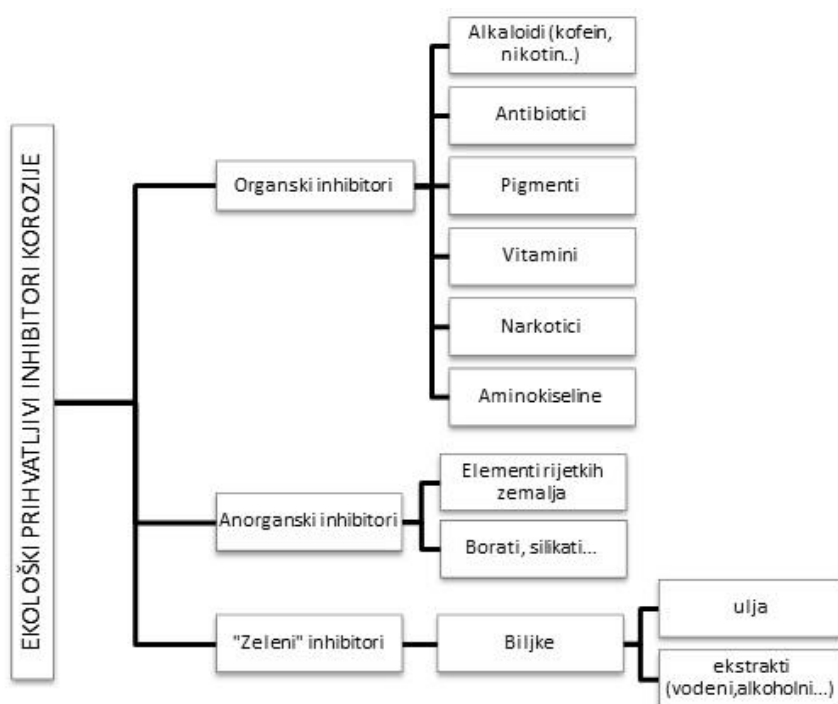 EKOLOŠKI PRIHVATLJIVI INHIBITORI KOROZIJE
Organski inhibitori
Alkaloidi (kofein,
nikotin..)
Antibiotici
Pigmenti
Vitamini
Narkotici
Aminokiseline
Anorganski inhibitori
Elementi rijetkih
zemalja
Borati, silikati...
"Zeleni" inhibitori
Biljke
ulja
ekstrakti
(vodeni,alkoholni...)